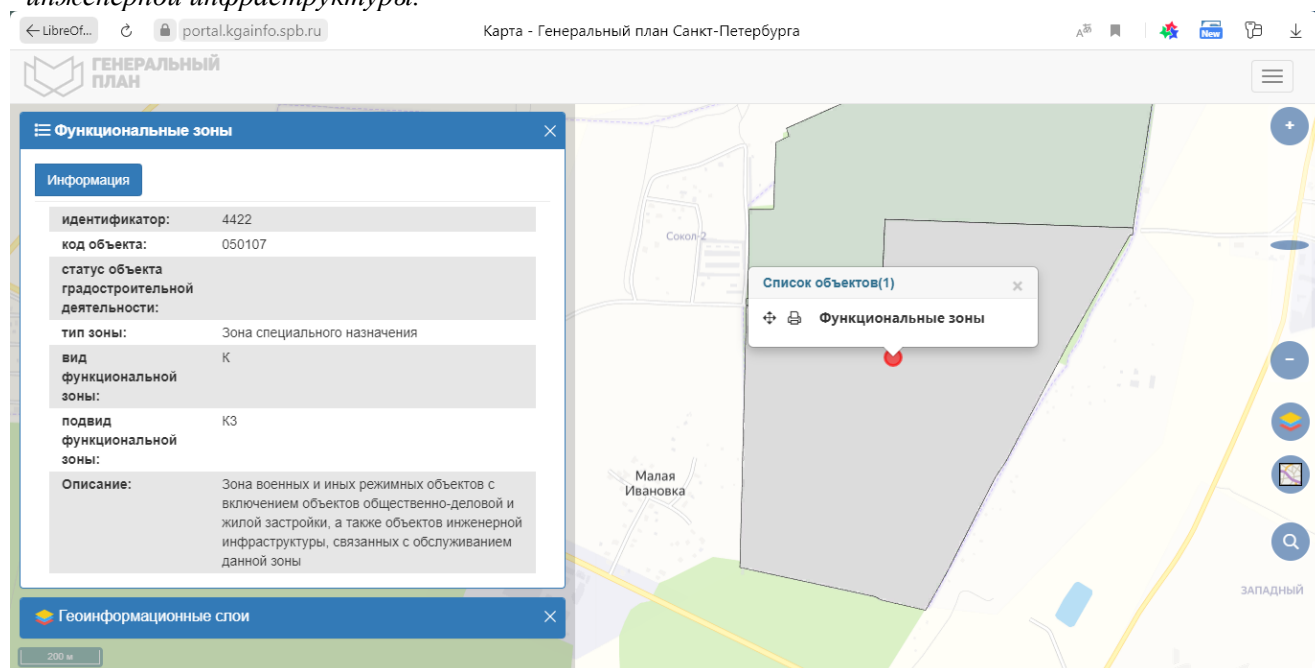 инженерной инфраструктуры.
LibreOf...
portal.kgainfo.spb.ru
Карта - Генеральный план Санкт-Петербурга
New
ГЕНЕРАЛЬНЫЙ
ПЛАН
Функциональные зоны
Информация
идентификатор: 4422
код объекта: 050107
статус объекта
градостроительной
деятельности:
тип зоны: Зона специального назначения
вид К
функциональной
зоны:
подвид К3
функциональной
зоны:
Описание: Зона военных и иных режимных объектов с
включением объектов общественно-деловой и
жилой застройки, а также объектов инженерной
инфраструктуры, связанных с обслуживанием
данной зоны
Геоинформационные слои
200 м
Сокол-2
Список объектов(1)
Функциональные зоны
Малая
Ивановка
ЗАПАДНЫЙ